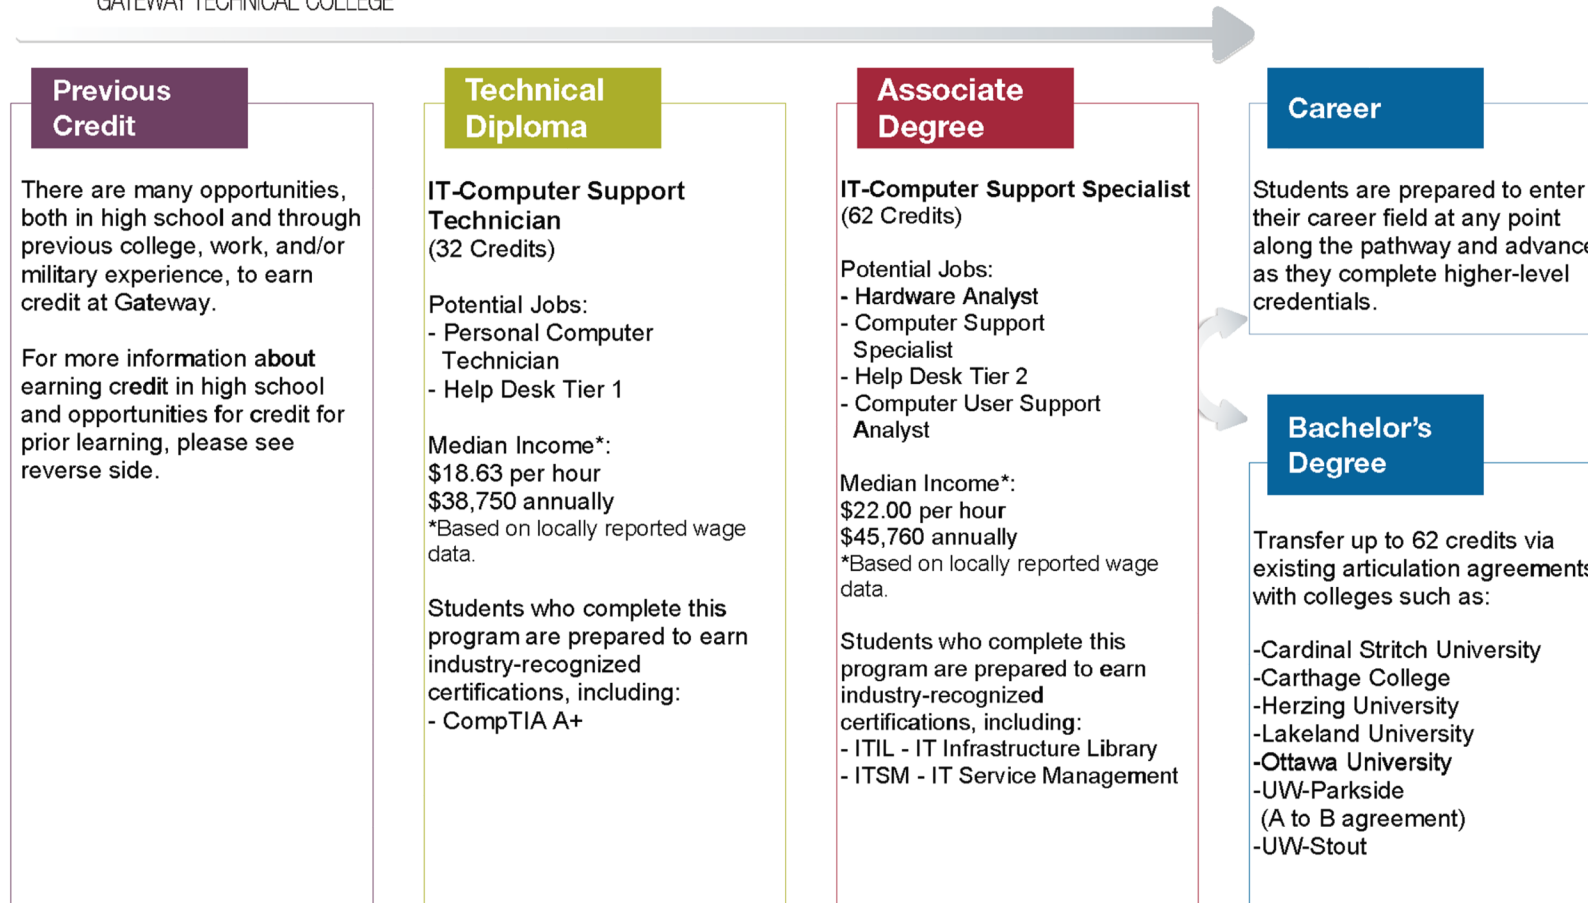 GATEWAY TECHNICAL COLLEGE
Previous
Credit
There are many opportunities,
both in high school and through
previous college, work, and/or
military experience, to earn
credit at Gateway.
For more information about
earning credit in high school
and opportunities for credit for
prior learning, please see
reverse side.
Technical
Diploma
IT-Computer Support
Technician
(32 Credits)
Potential Jobs:
- Personal Computer
Technician
- Help Desk Tier 1
Median Income*:
$18.63 per hour
$38,750 annually
*Based on locally reported wage
data.
Students who complete this
program are prepared to earn
industry-recognized
certifications, including:
- CompTIA A+
Associate
Degree
IT-Computer Support Specialist
(62 Credits)
Potential Jobs:
- Hardware Analyst
- Computer Support
Specialist
- Help Desk Tier 2
- Computer User Support
Analyst
Median Income*:
$22.00 per hour
$45,760 annually
*Based on locally reported wage
data.
Students who complete this
program are prepared to earn
industry-recognized
certifications, including:
- ITIL - IT Infrastructure Library
- ITSM - IT Service Management
Career
Students are prepared to enter
their career field at any point
along the pathway and advance
as they complete higher-level
credentials.
Bachelor's
Degree
Transfer up to 62 credits via
existing articulation agreements
with colleges such as:
-Cardinal Stritch University
-Carthage College
-Herzing University
-Lakeland University
-Ottawa University
-UW-Parkside
(A to B agreement)
-UW-Stout